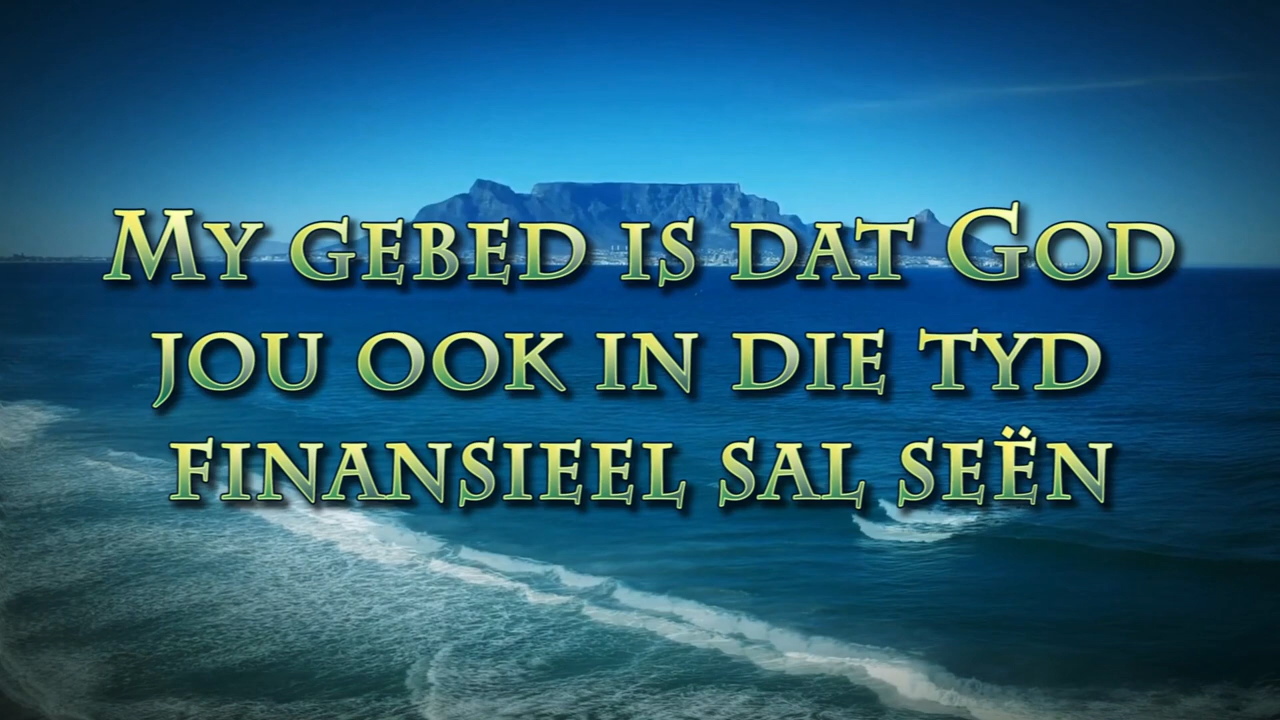 My gebed is dat God
jou ook in die tyd
finansieel sal seën